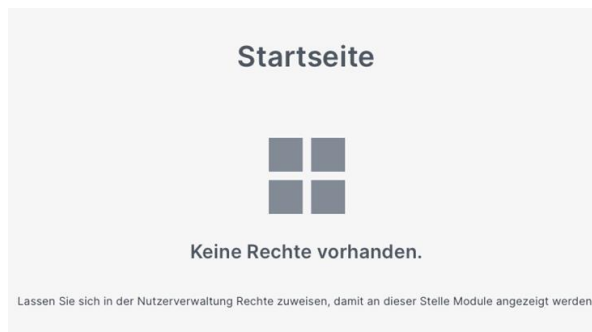 Startseite
Keine Rechte vorhanden.
Lassen Sie sich in der Nutzerverwaltung Rechte zuweisen, damit an dieser Stelle Module angezeigt werden